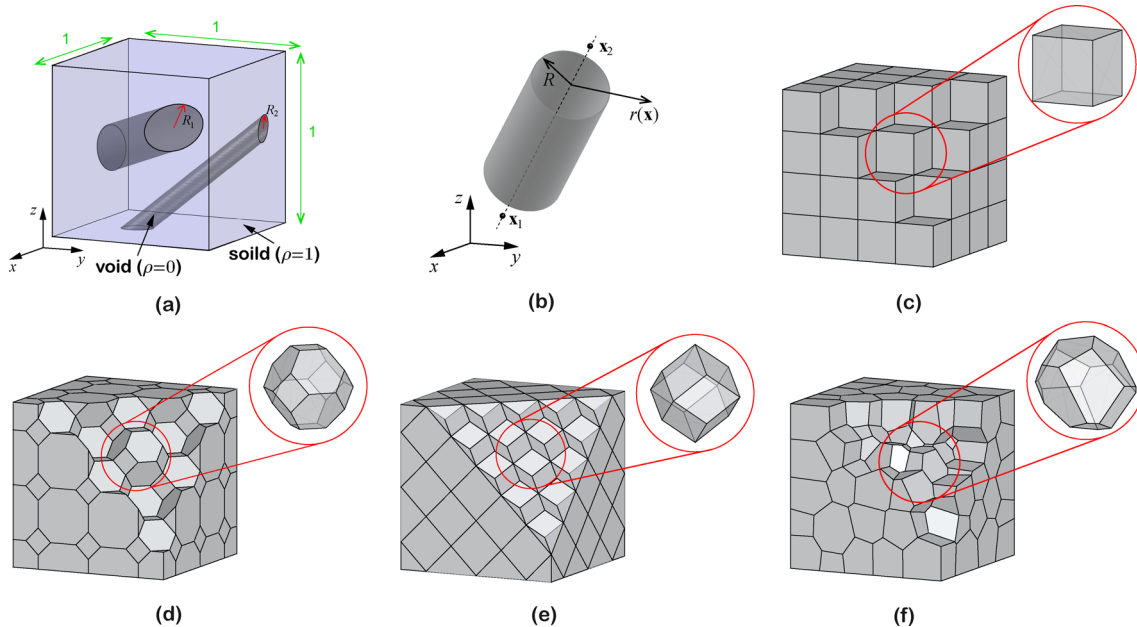 1
1
1
R₁
R₂
z
x
y
void (ρ=0)
soild (ρ=1)
(a)
x₂
R
r(x)
x₁
z
x
y
(b)
(c)
(d)
(e)
(f)